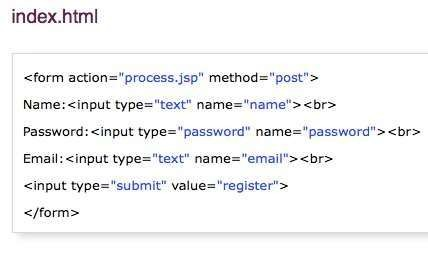 index.html
<form action="process.jsp" method="post">
Name:<input type="text" name="name"><br>
Password:<input type="password" name="password"><br>
Email:<input type="text" name="email"><br>
<input type="submit" value="register">
</form>